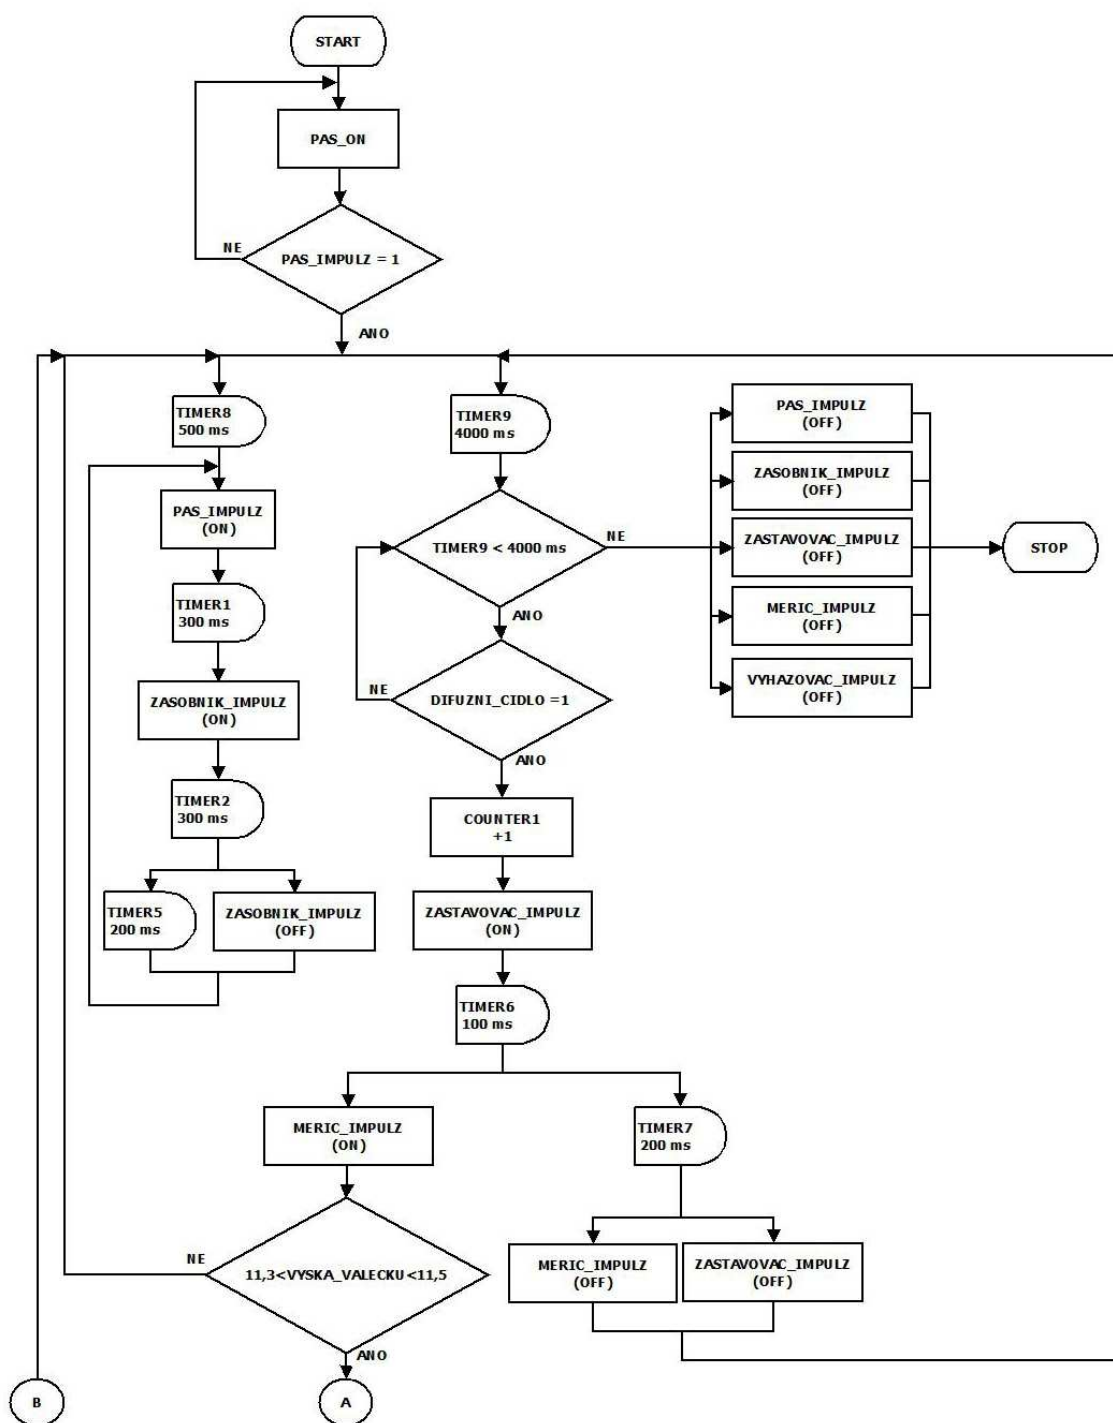 START
PAS_ON
NE
PAS_IMPULZ = 1
ANO
TIMER8
500 ms
PAS_IMPULZ
(ON)
TIMER1
300 ms
ZASOBNIK_IMPULZ
(ON)
TIMER2
300 ms
TIMER5
200 ms
ZASOBNIK_IMPULZ
(OFF)
TIMER9
4000 ms
TIMER9 < 4000 ms
NE
ANO
NE
DIFUZNI_CIDLO =1
ANO
PAS_IMPULZ
(OFF)
ZASOBNIK_IMPULZ
(OFF)
ZASTAVOVAC_IMPULZ
(OFF)
MERIC_IMPULZ
(OFF)
VYHAZOVAC_IMPULZ
(OFF)
STOP
COUNTER1
+1
ZASTAVOVAC_IMPULZ
(ON)
TIMER6
100 ms
MERIC_IMPULZ
(ON)
TIMER7
200 ms
NE
11,3<VYSKA_VALECKU<11,5
MERIC_IMPULZ
(OFF)
ZASTAVOVAC_IMPULZ
(OFF)
ANO
B
A